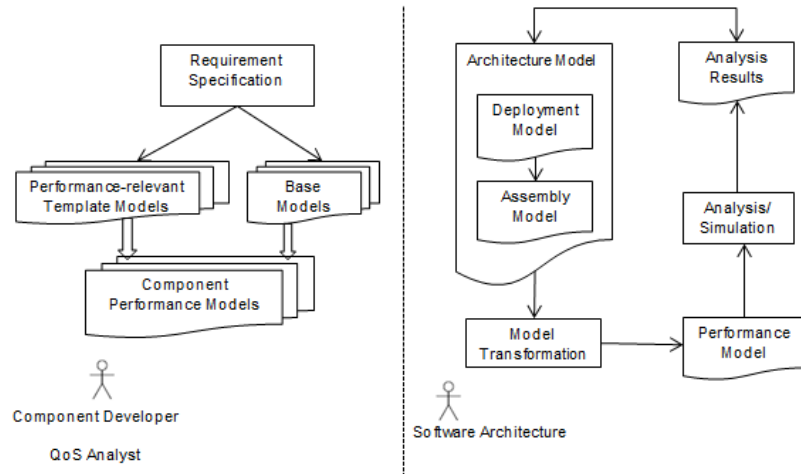 Requirement
Specification
Performance-relevant
Template Models
Base
Models
Component
Performance Models
Component Developer
QoS Analyst
Architecture Model
Deployment
Model
Assembly
Model
Analysis
Results
Analysis/
Simulation
Model
Transformation
Performance
Model
Software Architecture